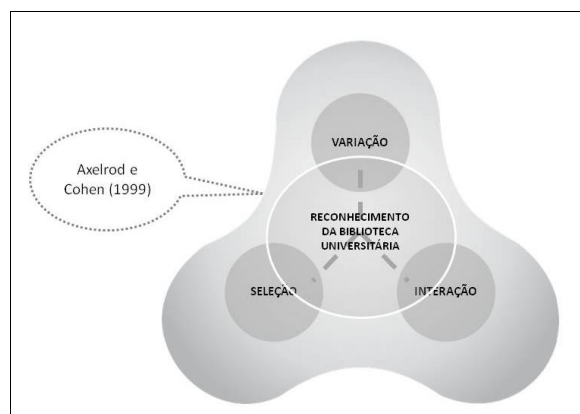 Axelrod e
Cohen (1999)
VARIAÇÃO
RECONHECIMENTO
DA BIBLIOTECA
UNIVERSITÁRIA
SELEÇÃO
INTERAÇÃO